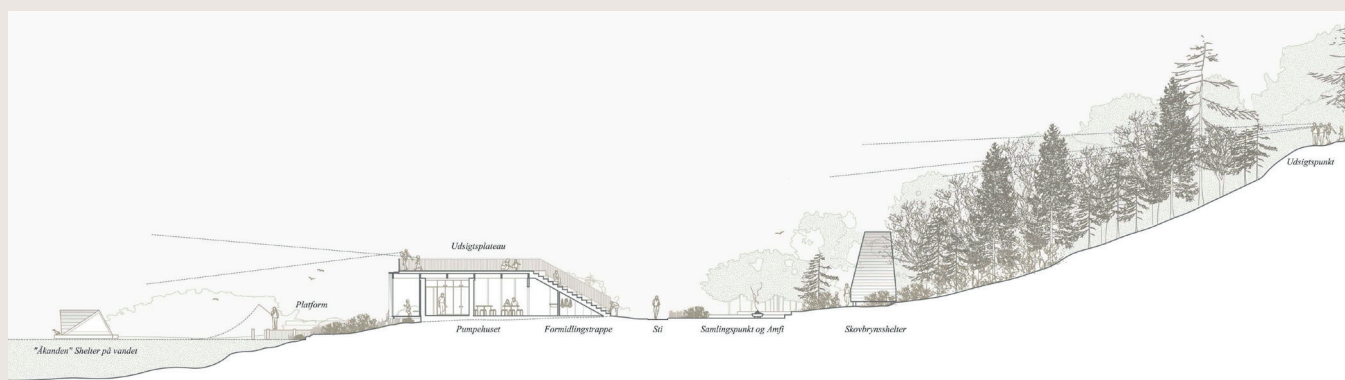 Udsigtspunkt
Udsigtsplateau
Platform
"Åkanden" Shelter på vandet
Pumpehuset
Formidlingstrappe
Sti
Samlingspunkt og Amfi
Skovbrynsshelter